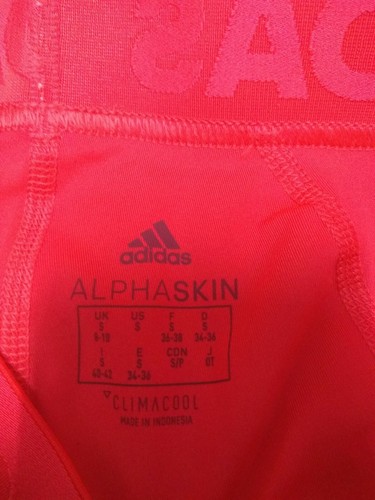 AC
adidas
ALPHASKIN
UK US F D
S S S S
8-10 36-38 34-36
I E CON J
S S S/P OT
40-42 34-36
CLIMACOOL
MADE IN INDONESIA